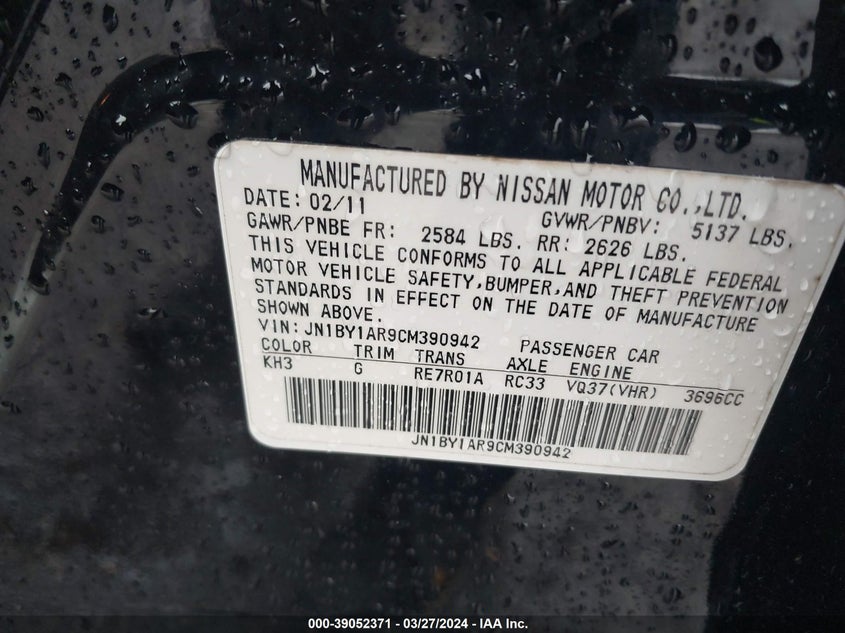 MANUFACTURED BY NISSAN MOTOR CO.,LTD.
DATE: 02/11 GVWR/PNBV: 5137 LBS.
GAWR/PNBE FR: 2584 LBS. RR: 2626 LBS.
THIS VEHICLE CONFORMS TO ALL APPLICABLE FEDERAL
MOTOR VEHICLE SAFETY,BUMPER,AND THEFT PREVENTION
STANDARDS IN EFFECT ON THE DATE OF MANUFACTURE
SHOWN ABOVE.
VIN: JN1BY1AR9CM390942 PASSENGER CAR
COLOR TRIM TRANS AXLE ENGINE
KH3 G RE7R01A RC33 VQ37(VHR) 3696CC
JN1BY1AR9CM390942
000-39052371 - 03/27/2024 - IAA Inc.